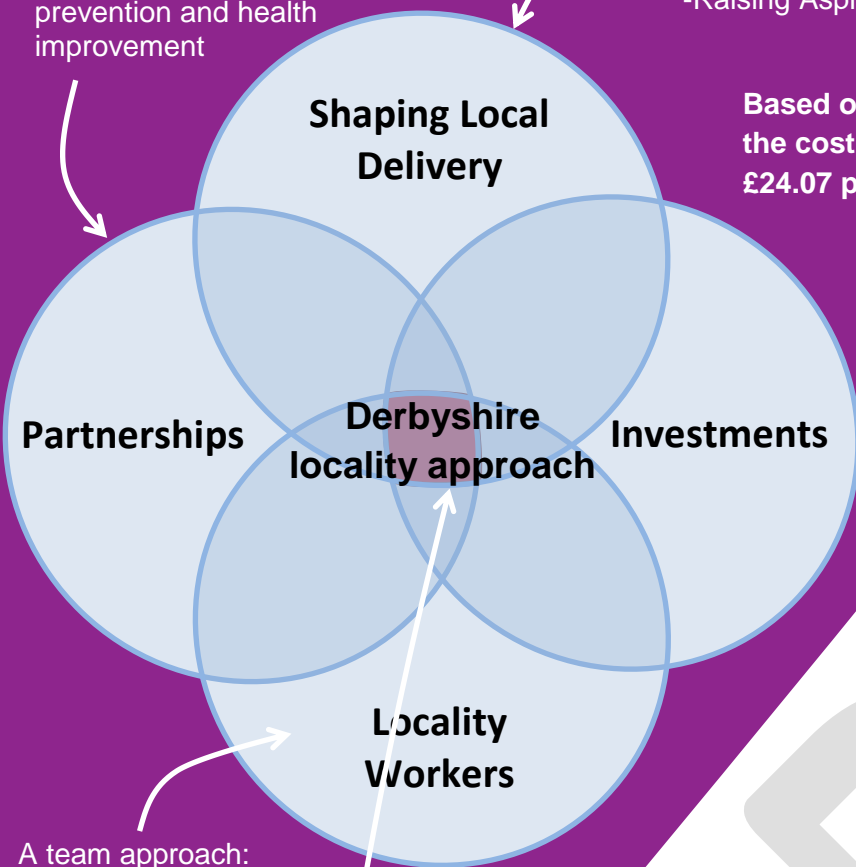 prevention and health
improvement
-Raising
Based
the cost
£24.07
Shaping Local
Delivery
Partnerships
Derbyshire
locality approach
Investments
Locality
Workers
A team approach: